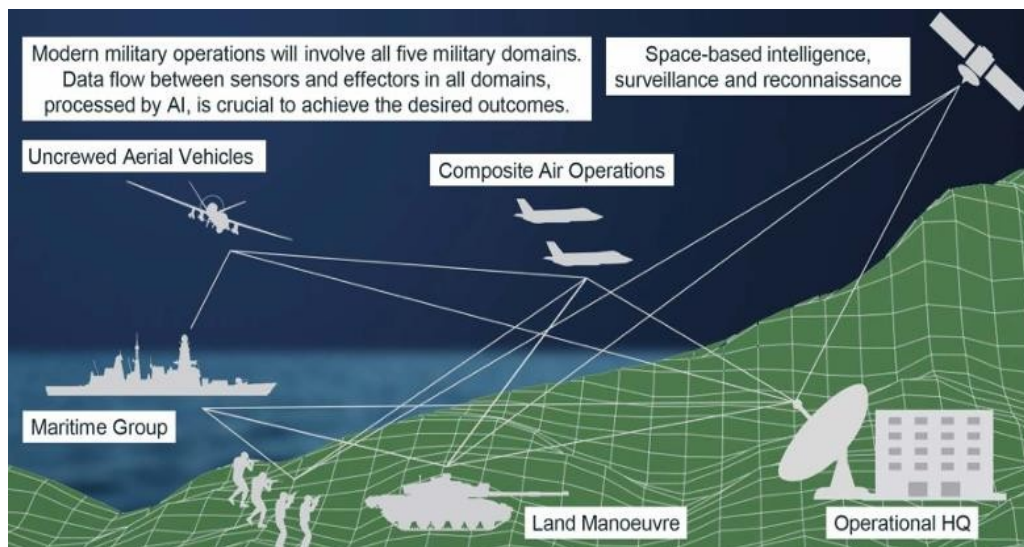 Modern military operations will involve all five military domains.
Data flow between sensors and effectors in all domains,
processed by AI, is crucial to achieve the desired outcomes.
Space-based intelligence,
surveillance and reconnaissance
Uncrewed Aerial Vehicles
Composite Air Operations
Maritime Group
Land Manoeuvre
Operational HQ